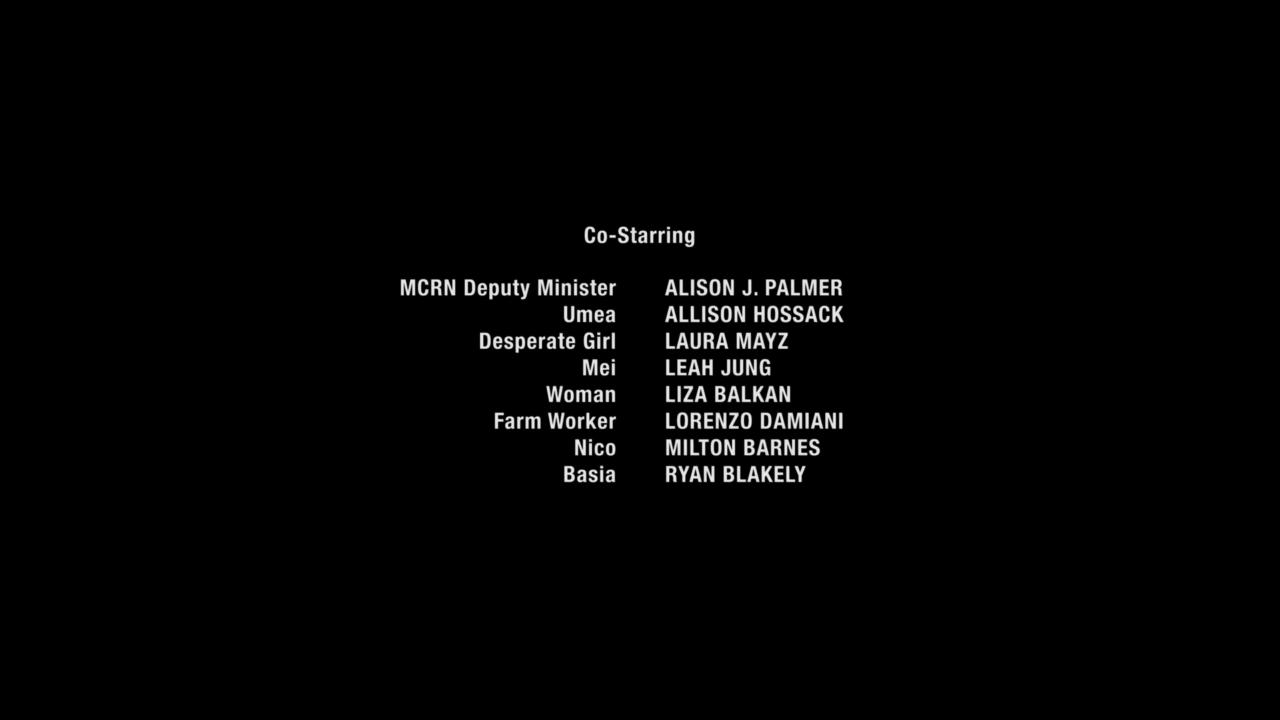 Co-Starring
MCRN Deputy Minister ALISON J. PALMER
Umea ALLISON HOSSACK
Desperate Girl LAURA MAYZ
Mei LEAH JUNG
Woman LIZA BALKAN
Farm Worker LORENZO DAMIANI
Nico MILTON BARNES
Basia RYAN BLAKELY